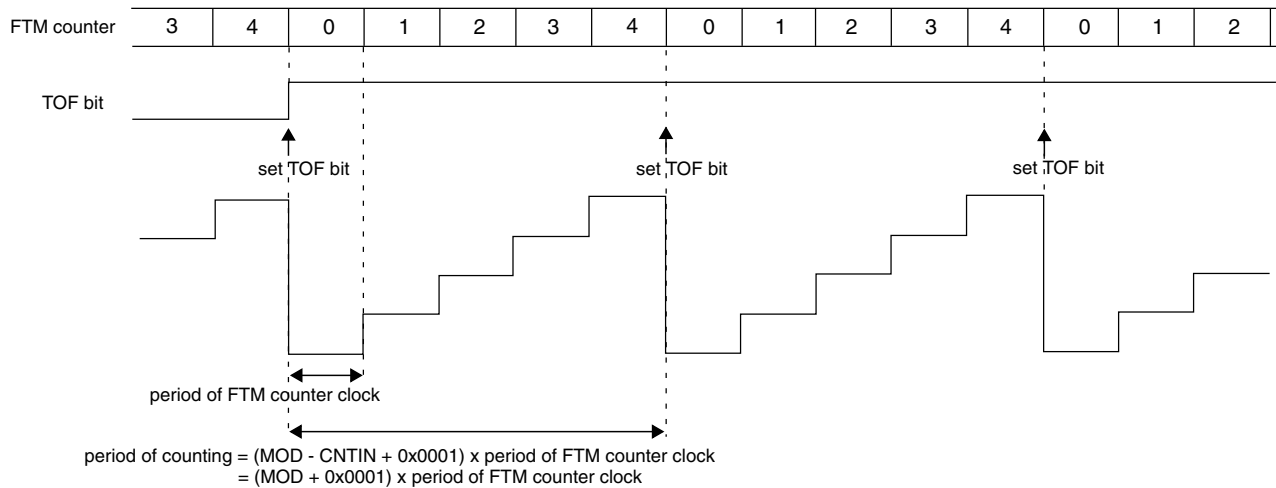 FTM counter 3 4 0 1 2 3 4 0 1 2 3 4 0 1 2
TOF bit
set TOF bit set TOF bit set TOF bit
period of FTM counter clock
period of counting = (MOD - CNTIN + 0x0001) x period of FTM counter clock
= (MOD + 0x0001) x period of FTM counter clock